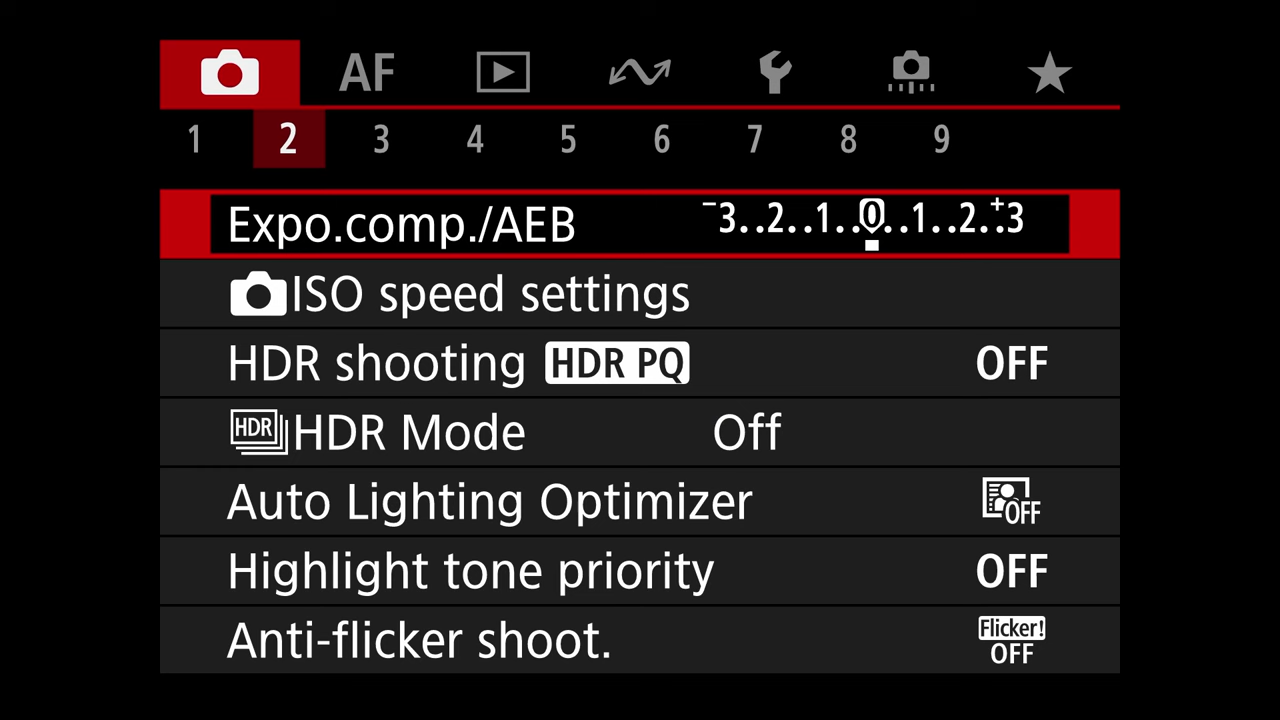 AF
1 2 3 4 5 6 7 8 9
Expo.comp./AEB -3..2..1..0..1..2..+3
ISO speed settings
HDR shooting HDR PQ OFF
HDR HDR Mode Off
Auto Lighting Optimizer OFF
Highlight tone priority OFF
Anti-flicker shoot. Flicker! OFF